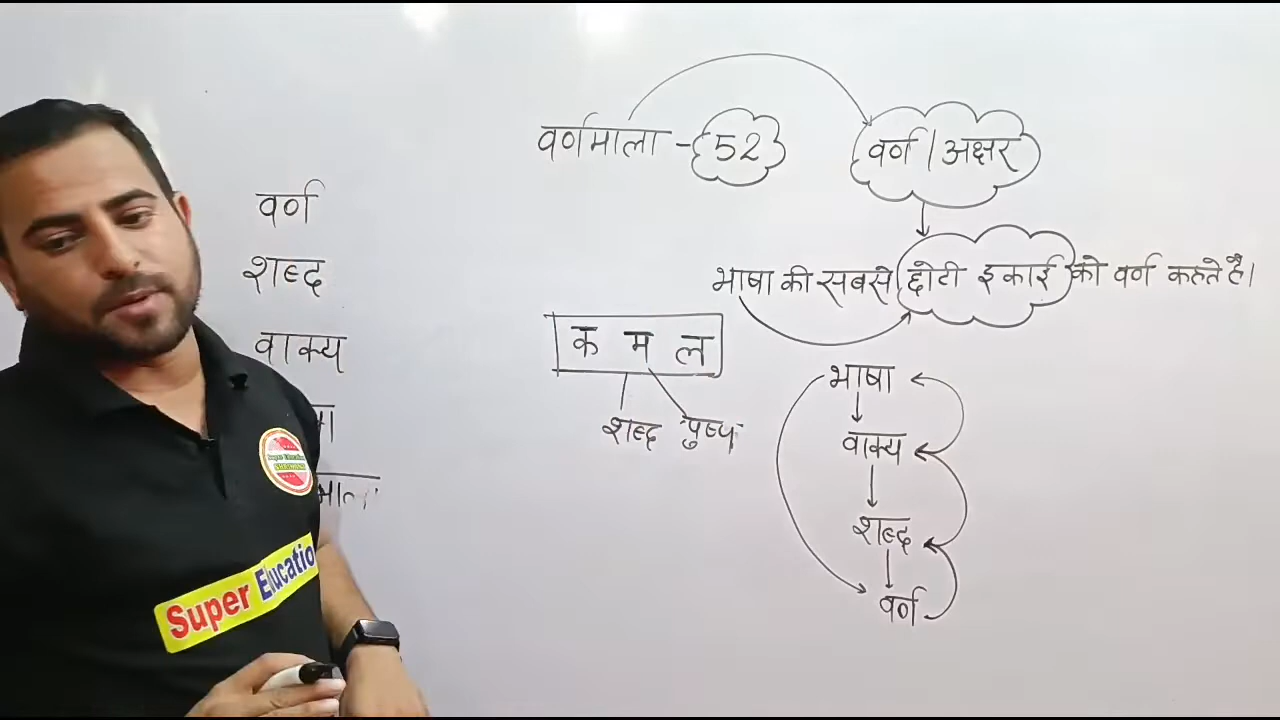 वर्णमाला - 52
वर्ण / अक्षर
वर्ण
शब्द
वाक्य
भाषा की सबसे छोटी इकाई को वर्ण कहते है।
क म ल
शब्द पुष्प
भाषा
वाक्य
शब्द
वर्ण
Super Education